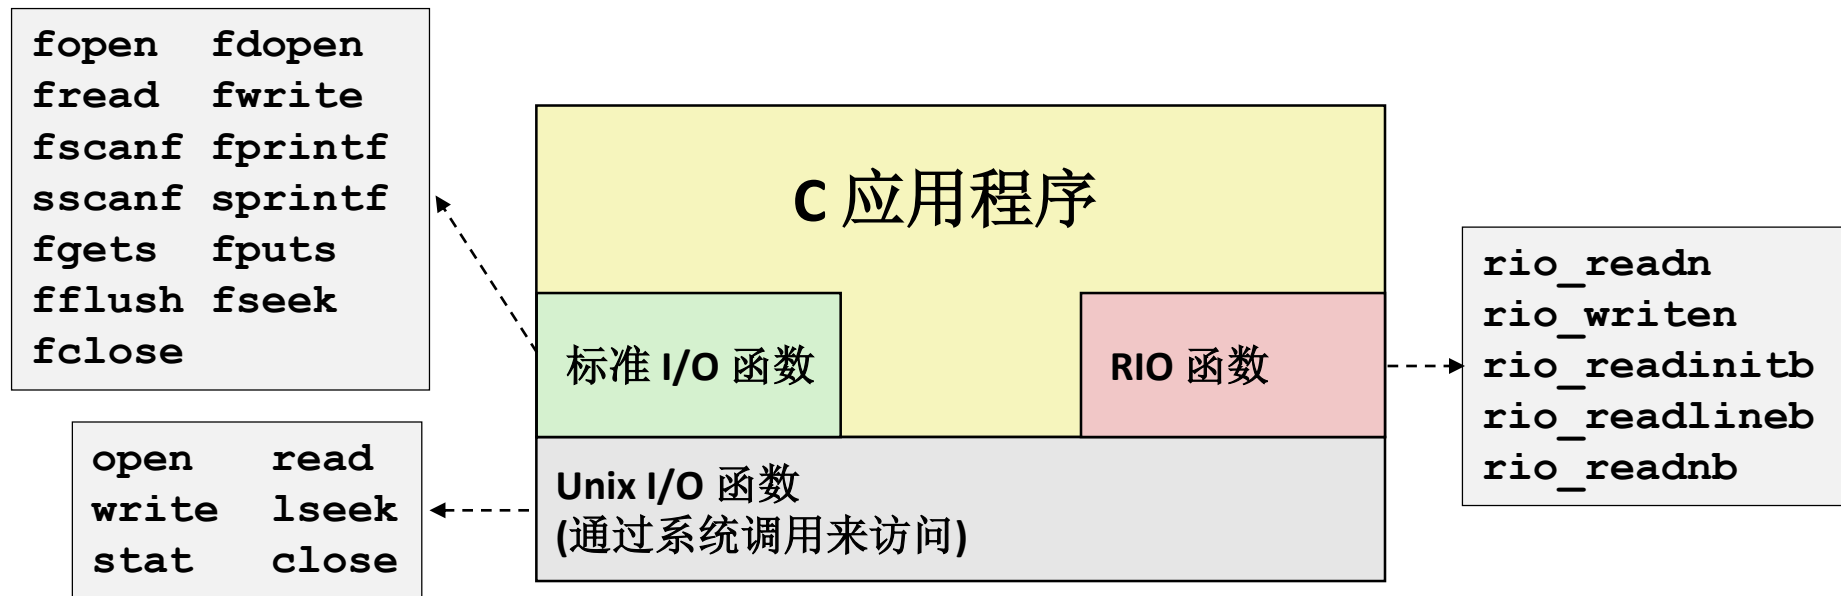 fopen fdopen
fread fwrite
fscanf fprintf
sscanf sprintf
fgets fputs
fflush fseek
fclose
C 应用程序
标准 I/O 函数
RIO 函数
rio_readn
rio_writen
rio_readinitb
rio_readlineb
rio_readnb
open read
write lseek
stat close
Unix I/O 函数
(通过系统调用来访问)